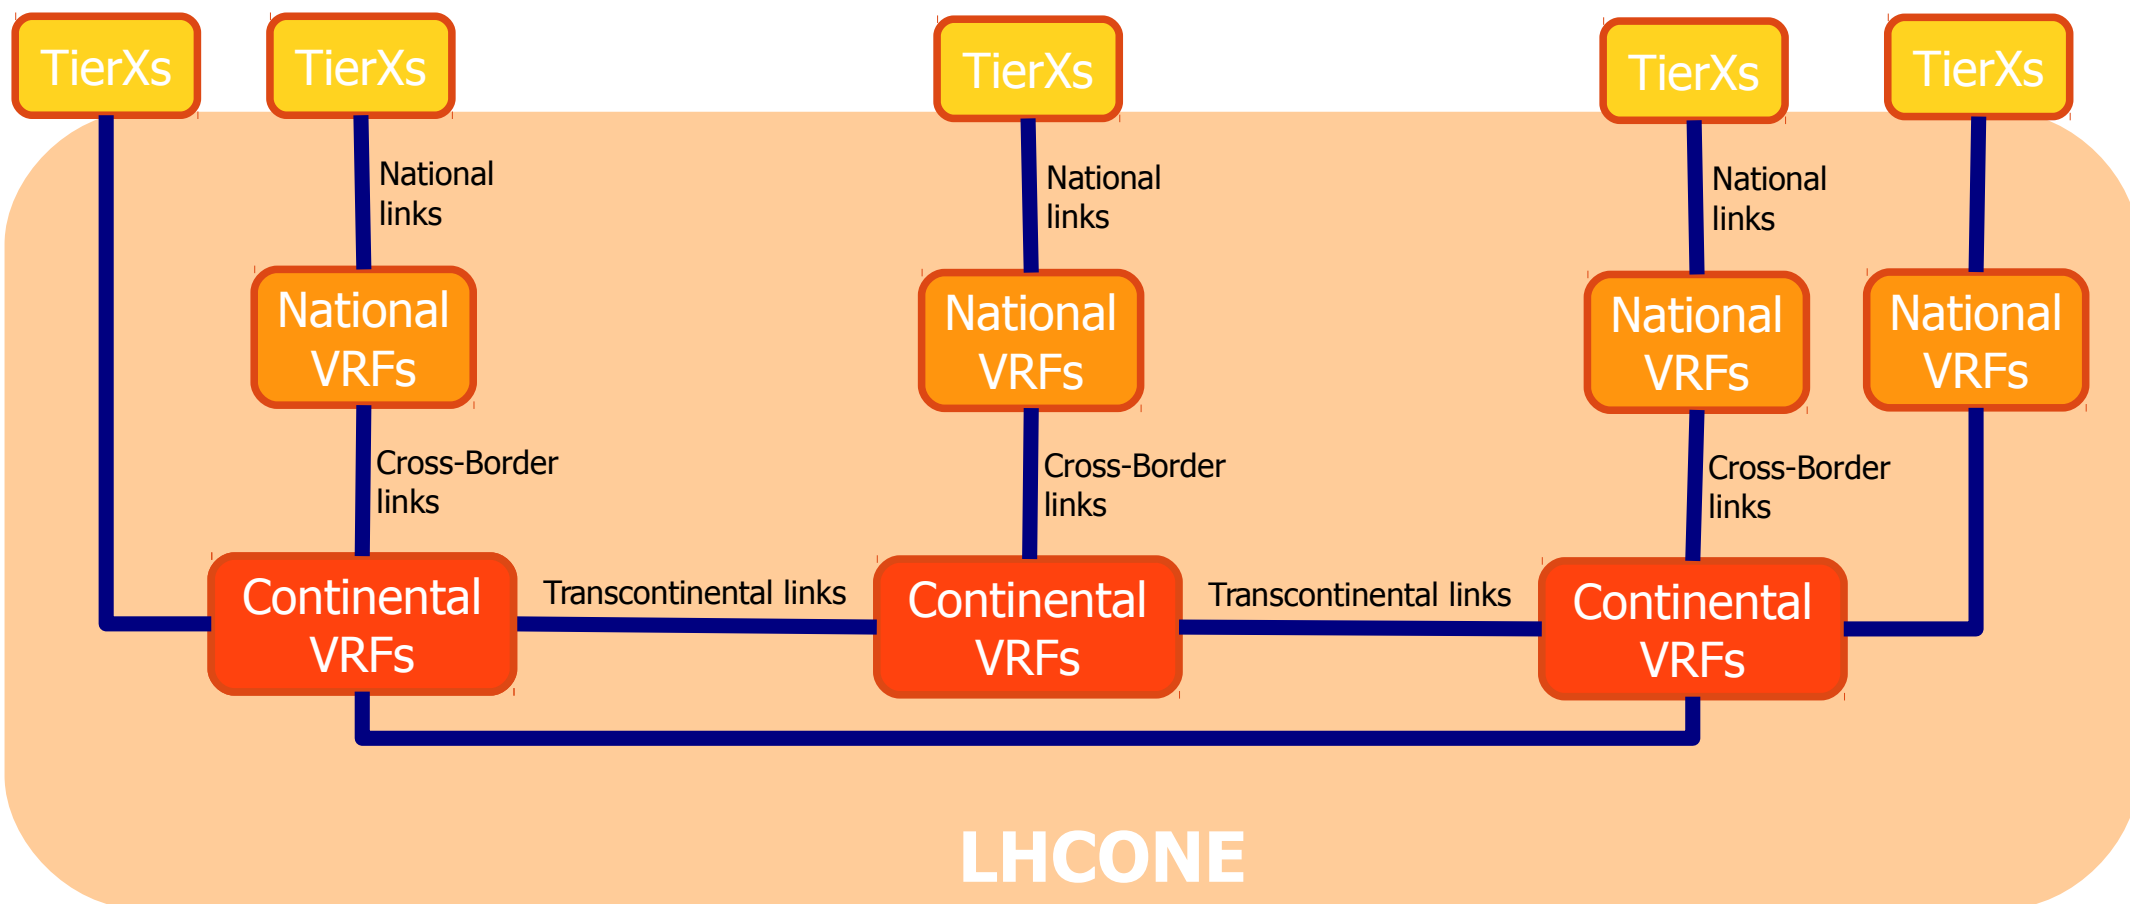 TierXs
TierXs
TierXs
TierXs
TierXs
National
links
National
links
National
links
National
VRFs
National
VRFs
National
VRFs
National
VRFs
Cross-Border
links
Cross-Border
links
Cross-Border
links
Continental
VRFs
Transcontinental links
Continental
VRFs
Transcontinental links
Continental
VRFs
LHCONE